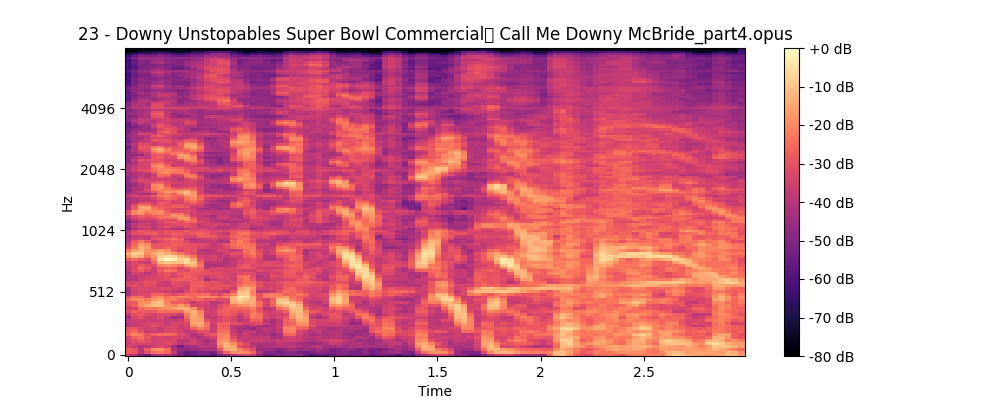 23 - Downy Unstopables Super Bowl Commercial▯ Call Me Downy McBride_part4.opus
+0 dB
4096
-10 dB
-20 dB
2048
-30 dB
Hz
-40 dB
1024
-50 dB
512
-60 dB
-70 dB
0
-80 dB
0 0.5 1 1.5 2 2.5
Time